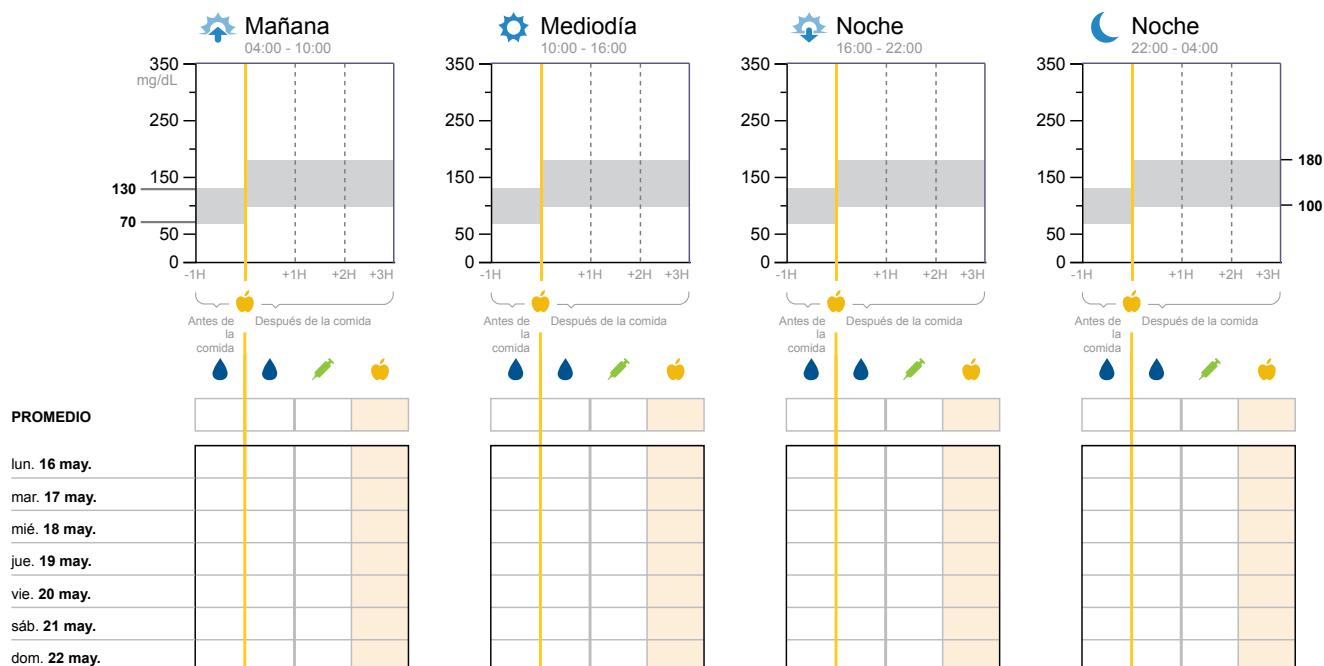 Mañana
04:00 - 10:00
Mediodía
10:00 - 16:00
Noche
16:00 - 22:00
Noche
22:00 - 04:00
350
mg/dL
250
150
130
70
50
0
-1H
+1H
+2H
+3H
350
250
150
50
0
-1H
+1H
+2H
+3H
350
250
150
50
0
-1H
+1H
+2H
+3H
350
250
150
50
0
180
100
-1H
+1H
+2H
+3H
Antes de
la
comida
Después de la comida
Antes de
la
comida
Después de la comida
Antes de
la
comida
Después de la comida
Antes de
la
comida
Después de la comida
PROMEDIO
lun. 16 may.
mar. 17 may.
mié. 18 may.
jue. 19 may.
vie. 20 may.
sáb. 21 may.
dom. 22 may.